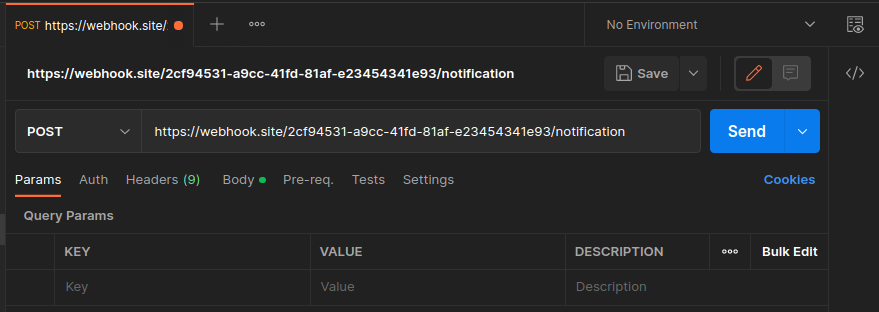 POST https://webhook.site/
No Environment
https://webhook.site/2cf94531-a9cc-41fd-81af-e23454341e93/notification
Save
POST
https://webhook.site/2cf94531-a9cc-41fd-81af-e23454341e93/notification
Send
Params Auth Headers (9) Body Pre-req. Tests Settings Cookies
Query Params
KEY VALUE DESCRIPTION Bulk Edit
Key Value Description